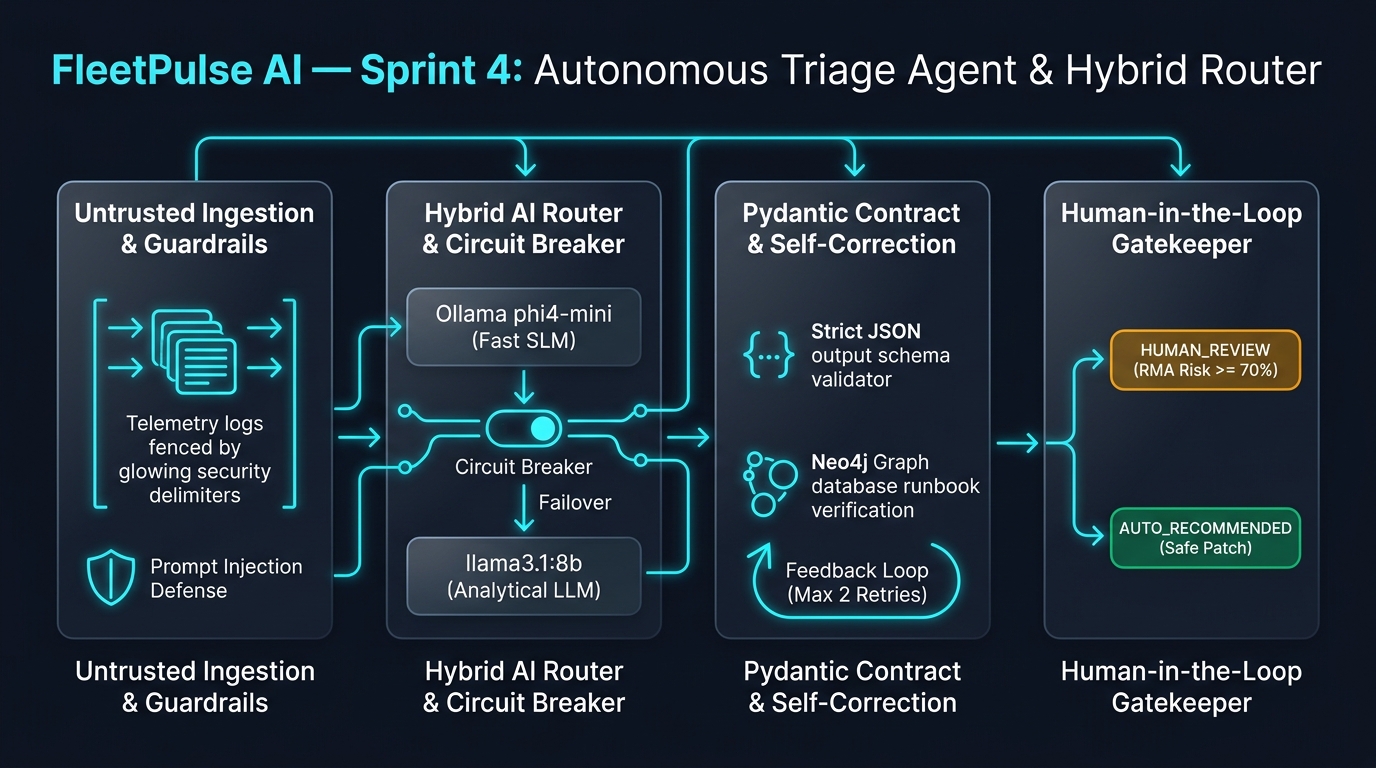 FleetPulse AI — Sprint 4: Autonomous Triage Agent & Hybrid Router
Untrusted Ingestion
& Guardrails
Telemetry logs
fenced by
glowing security
delimiters
Prompt Injection
Defense
Untrusted Ingestion
& Guardrails
Hybrid AI Router
& Circuit Breaker
Ollama phi4-mini
(Fast SLM)
Circuit Breaker
Failover
llama3.1:8b
(Analytical LLM)
Hybrid AI Router
& Circuit Breaker
Pydantic Contract
& Self-Correction
{...}
Strict JSON
output schema
validator
Neo4j Graph
database runbook
verification
Feedback Loop
(Max 2 Retries)
Pydantic Contract
& Self-Correction
Human-in-the-Loop
Gatekeeper
HUMAN_REVIEW
(RMA Risk >= 70%)
AUTO_RECOMMENDED
(Safe Patch)
Human-in-the-Loop
Gatekeeper